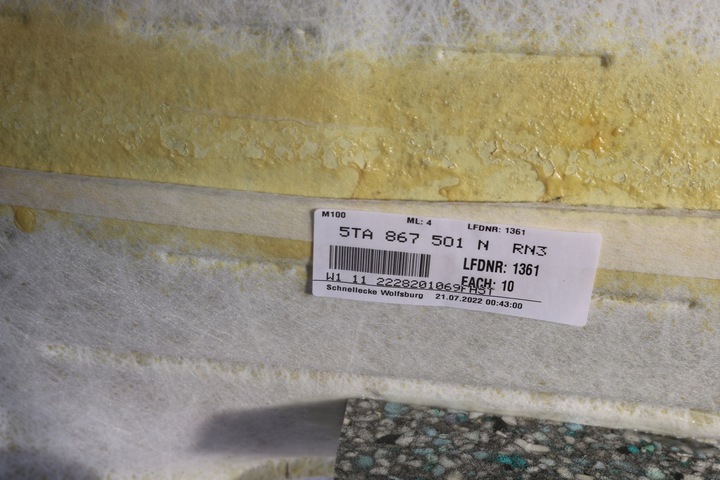 M100 ML: 4 LFDNR: 1361
5TA 867 501 N RN3
LFDNR: 1361
EACH: 10
W1 11 2228201069FHST
Schnellecke Wolfsburg 21.07.2022 00:43:00